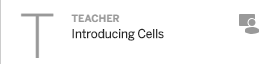 T
TEACHER
Introducing Cells